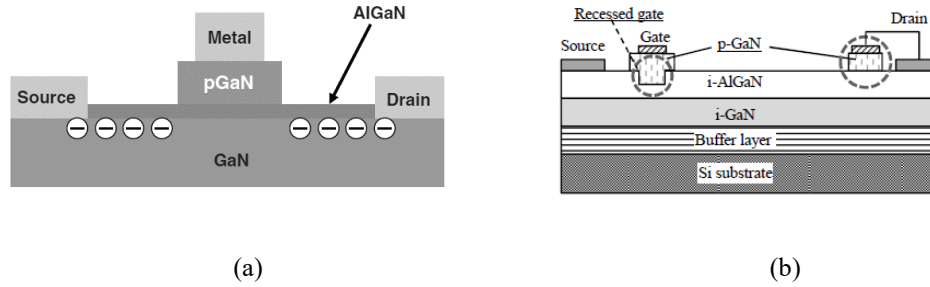 AlGaN
Metal
pGaN
Source
Drain
GaN
(a)
Recessed gate
Gate
p-GaN
Drain
Source
i-AlGaN
i-GaN
Buffer layer
Si substrate
(b)